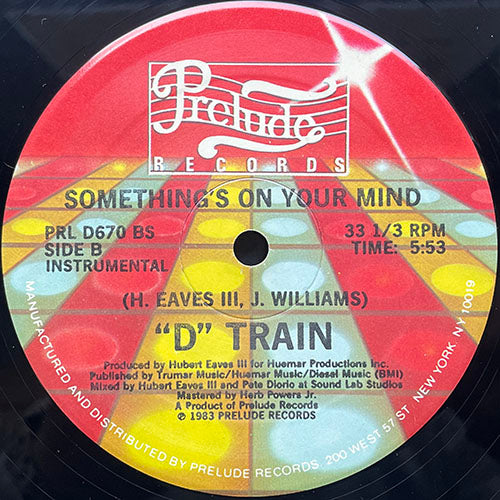 Prelude
RECORDS
SOMETHING'S ON YOUR MIND
PRL D670 BS
SIDE B
INSTRUMENTAL
33 1/3 RPM
TIME: 5:53
(H. EAVES III, J. WILLIAMS)
"D" TRAIN
Produced by Hubert Eaves III for Huemar Productions Inc.
Published by Trumar Music/Huemar Music/Diesel Music (BMI)
Mixed by Hubert Eaves III and Pete Diorio at Sound Lab Studios
Mastered by Herb Powers Jr.
A Product of Prelude Records
℗ 1983 PRELUDE RECORDS
MANUFACTURED AND DISTRIBUTED BY PRELUDE RECORDS, 200 WEST 57 ST. NEW YORK, NY 10019